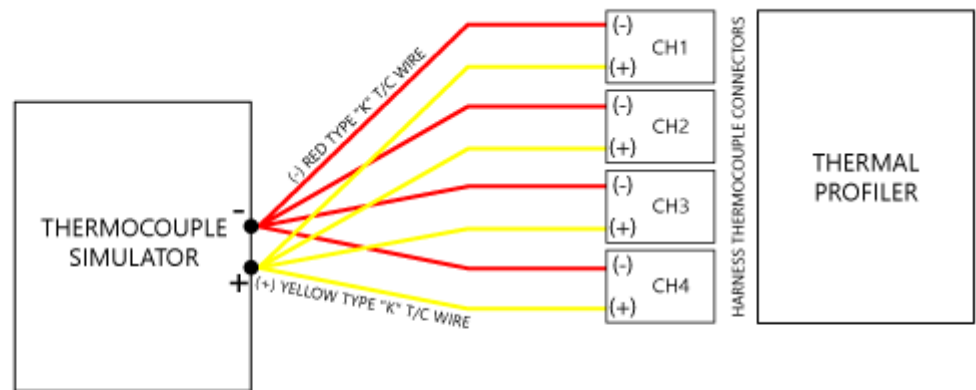 THERMOCOUPLE
SIMULATOR
-
+
(-) RED TYPE "K" T/C WIRE
(+) YELLOW TYPE "K" T/C WIRE
(-)
CH1
(+)
(-)
CH2
(+)
(-)
CH3
(+)
(-)
CH4
(+)
HARNESS THERMOCOUPLE CONNECTORS
THERMAL
PROFILER